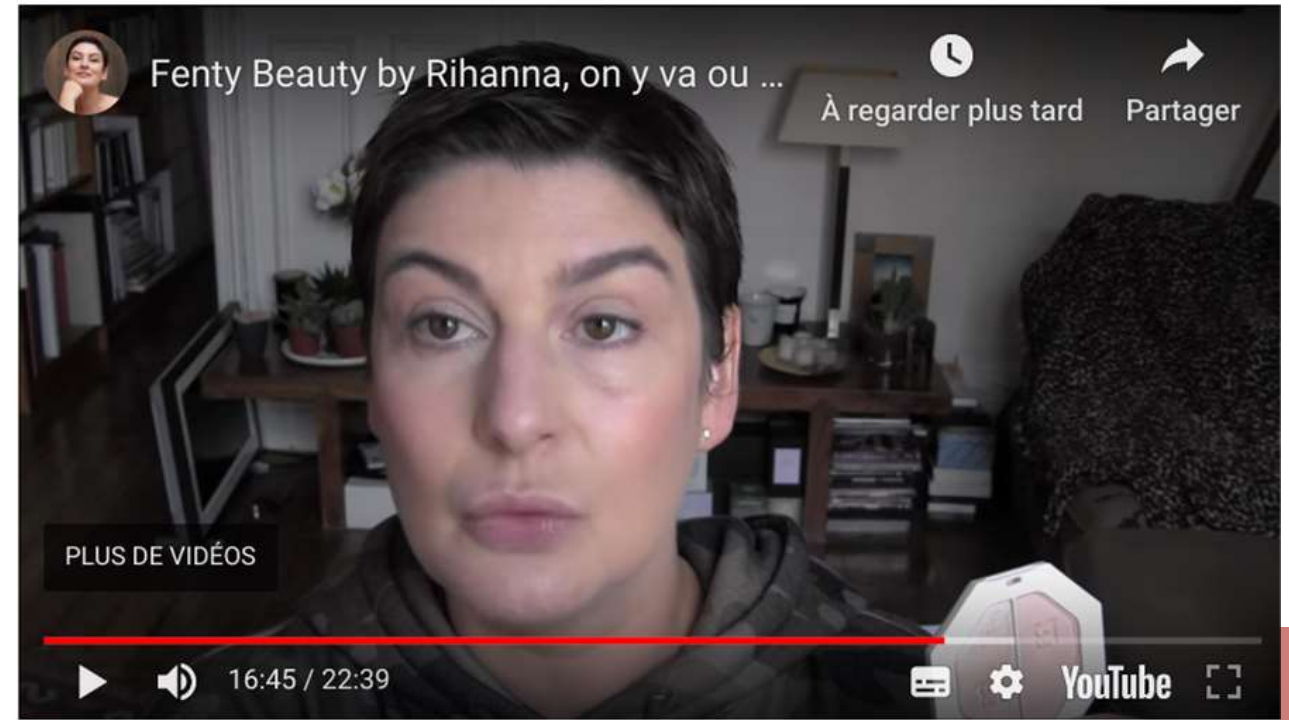 Fenty Beauty by Rihanna, on y va ou ...
À regarder plus tard
Partager
PLUS DE VIDÉOS
16:45 / 22:39
YouTube